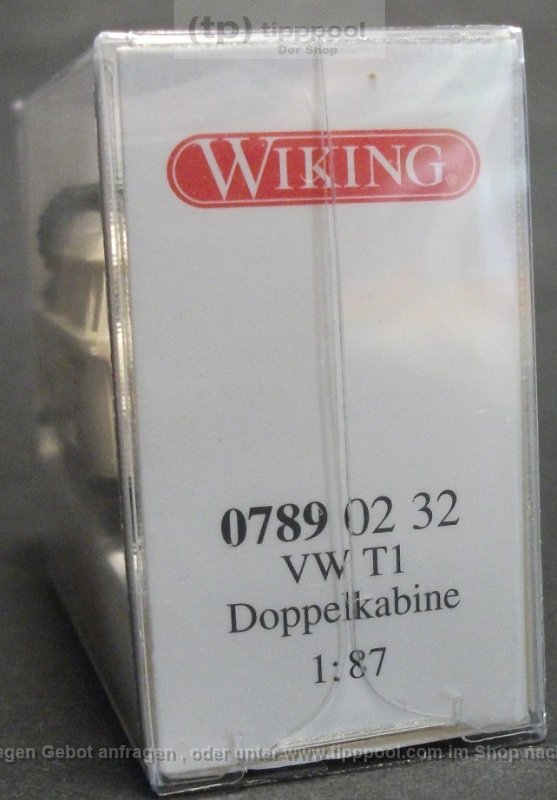 (tp) tipppool
Der Shop
WIKING®
0789 02 32
VW T1
Doppelkabine
1:87
egen Gebot anfragen , oder unter www.tipppool.com im Shop nac